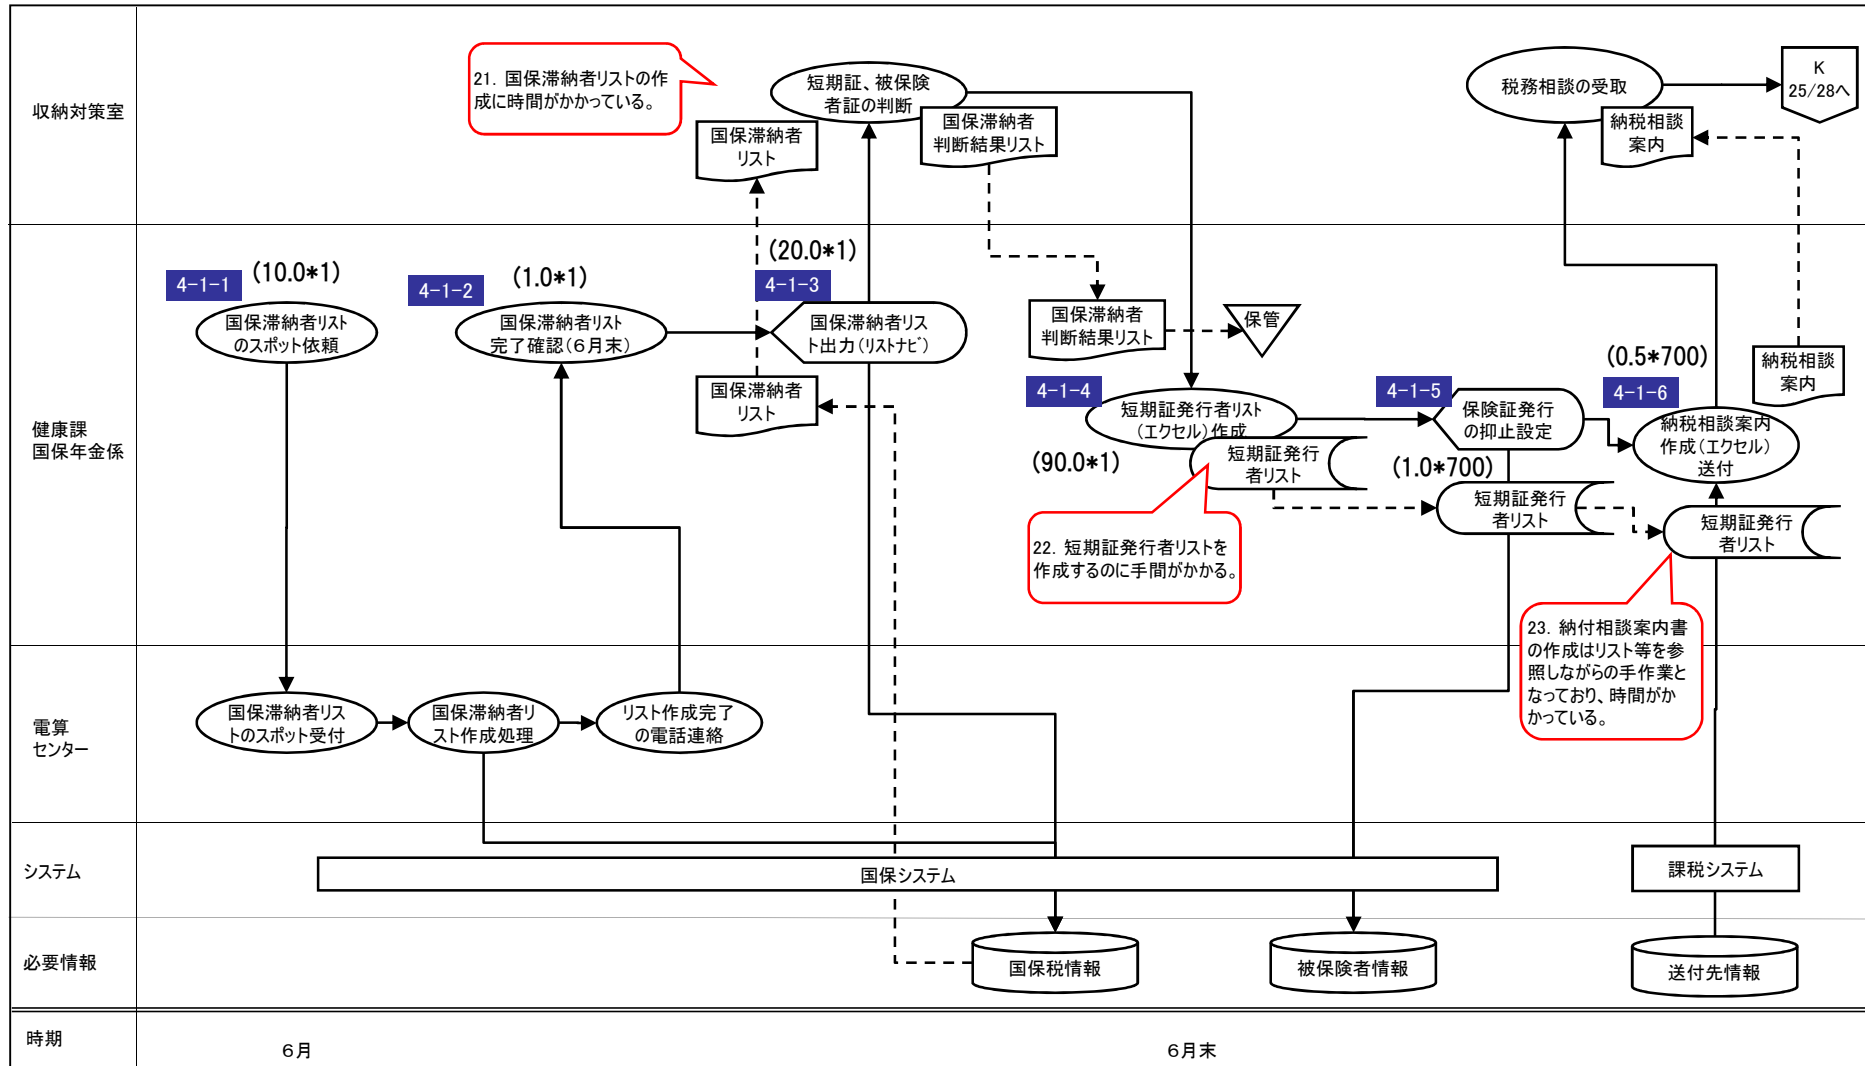 収納対策室
21. 国保滞納者リストの作
成に時間がかかっている。
国保滞納者
リスト
短期証、被保険
者証の判断
国保滞納者
判断結果リスト
税務相談の受取
納税相談
案内
K
25/28へ
健康課
国保年金係
4-1-1
(10.0*1)
国保滞納者リスト
のスポット依頼
4-1-2
(1.0*1)
国保滞納者リスト
完了確認(6月末)
(20.0*1)
4-1-3
国保滞納者リス
ト出力(リストナビ)
国保滞納者
リスト
国保滞納者
判断結果リスト
保管
4-1-4
短期証発行者リスト
(エクセル)作成
(90.0*1)
短期証発行
者リスト
22. 短期証発行者リストを
作成するのに手間がかかる。
4-1-5
保険証発行
の抑止設定
(1.0*700)
短期証発行
者リスト
(0.5*700)
4-1-6
納税相談案内
作成(エクセル)
送付
納税相談
案内
短期証発行
者リスト
23. 納付相談案内書
の作成はリスト等を参
照しながらの手作業と
なっており、時間がか
かっている。
電算
センター
国保滞納者リス
トのスポット受付
国保滞納者リ
スト作成処理
リスト作成完了
の電話連絡
システム
国保システム
課税システム
必要情報
国保税情報
被保険者情報
送付先情報
時期
6月
6月末